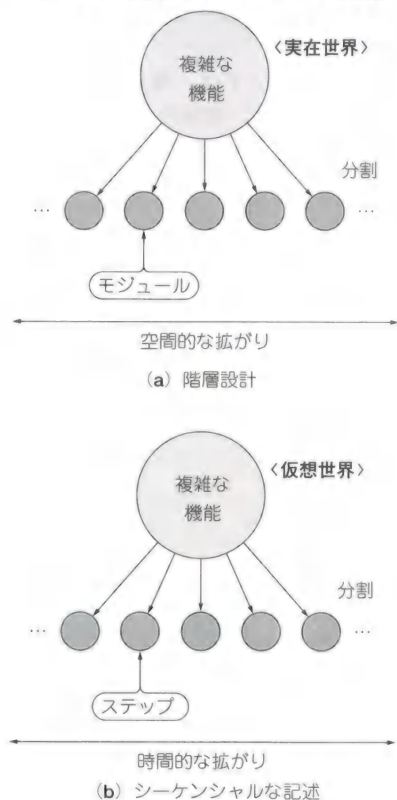 〈実在世界〉
複雑な
機能
分割
… …
モジュール
空間的な拡がり
(a) 階層設計
〈仮想世界〉
複雑な
機能
分割
… …
ステップ
時間的な拡がり
(b) シーケンシャルな記述